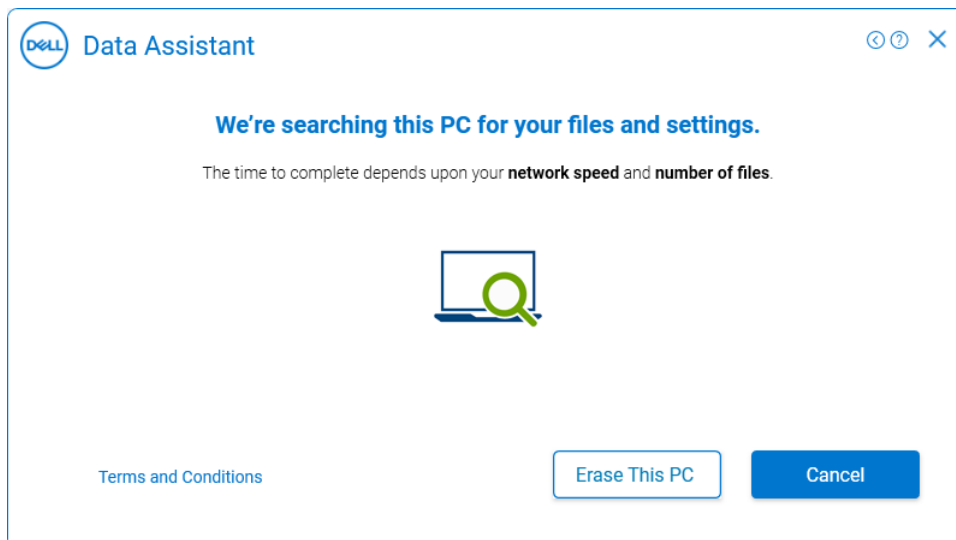 DELL
Data Assistant
We’re searching this PC for your files and settings.
The time to complete depends upon your network speed and number of files.
Terms and Conditions
Erase This PC
Cancel